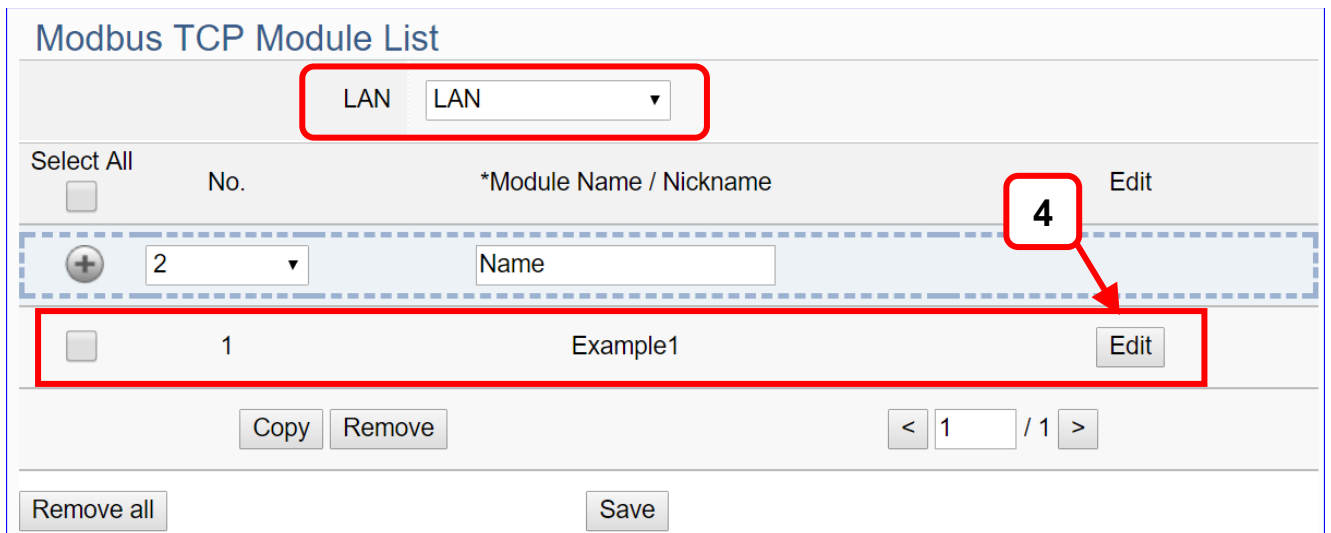 Modbus TCP Module List
LAN LAN
Select All
No. *Module Name / Nickname Edit
4
2 Name
1 Example1 Edit
Copy Remove < 1 / 1 >
Remove all Save